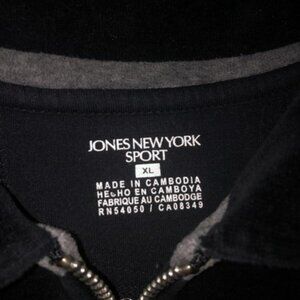 JONES NEW YORK
SPORT
XL
MADE IN CAMBODIA
HECHO EN CAMBOYA
FABRIQUE AU CAMBODGE
RN54050 / CA08349